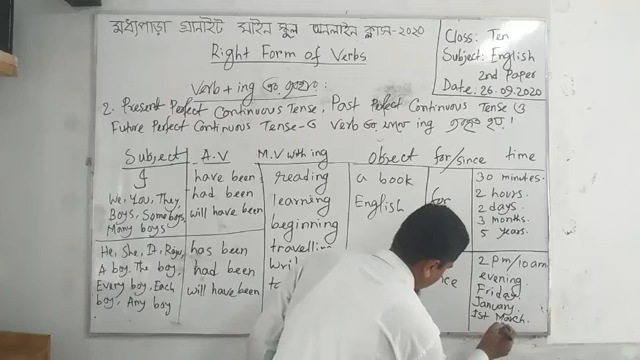 মধ্যপাড়া গ্রানাইট মাইন স্কুল অনলাইন ক্লাস-২০২০
Class: Ten
Subject: English
2nd Paper
Date: 26.09.2020
Right Form of Verbs
Verb + ing এর ব্যবহার:
2. Present Perfect Continuous Tense, Past Perfect Continuous Tense ও
Future Perfect Continuous Tense-এ Verb এর সাথে ing যুক্ত হয়।
Subject A.V M.V with ing Object for/since time
I have been reading a book for 30 minutes.
We, You, They, had been learning English 2 hours.
Boys, Some boys, will have been beginning 2 days.
Many boys 3 months.
5 years.
He, She, It, Raju, has been 2 pm/10 am
A boy, The boy, had been evening
Every boy, Each will have been Friday
boy, Any boy January
1st March.